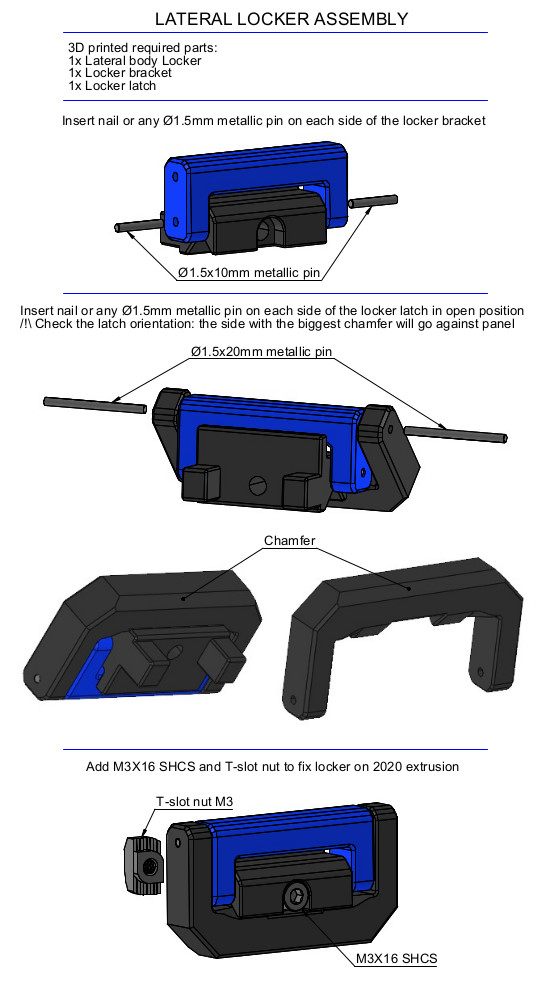 LATERAL LOCKER ASSEMBLY
3D printed required parts:
1x Lateral body Locker
1x Locker bracket
1x Locker latch
Insert nail or any Ø1.5mm metallic pin on each side of the locker bracket
Ø1.5x10mm metallic pin
Insert nail or any Ø1.5mm metallic pin on each side of the locker latch in open position
/!\ Check the latch orientation: the side with the biggest chamfer will go against panel
Ø1.5x20mm metallic pin
Chamfer
Add M3X16 SHCS and T-slot nut to fix locker on 2020 extrusion
T-slot nut M3
M3X16 SHCS